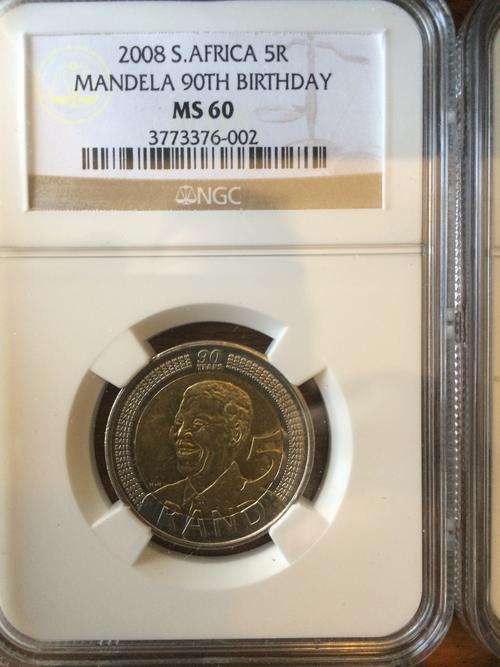 2008 S.AFRICA 5R
MANDELA 90TH BIRTHDAY
MS 60
3773376-002
NGC
90
YEARS
5
RAND